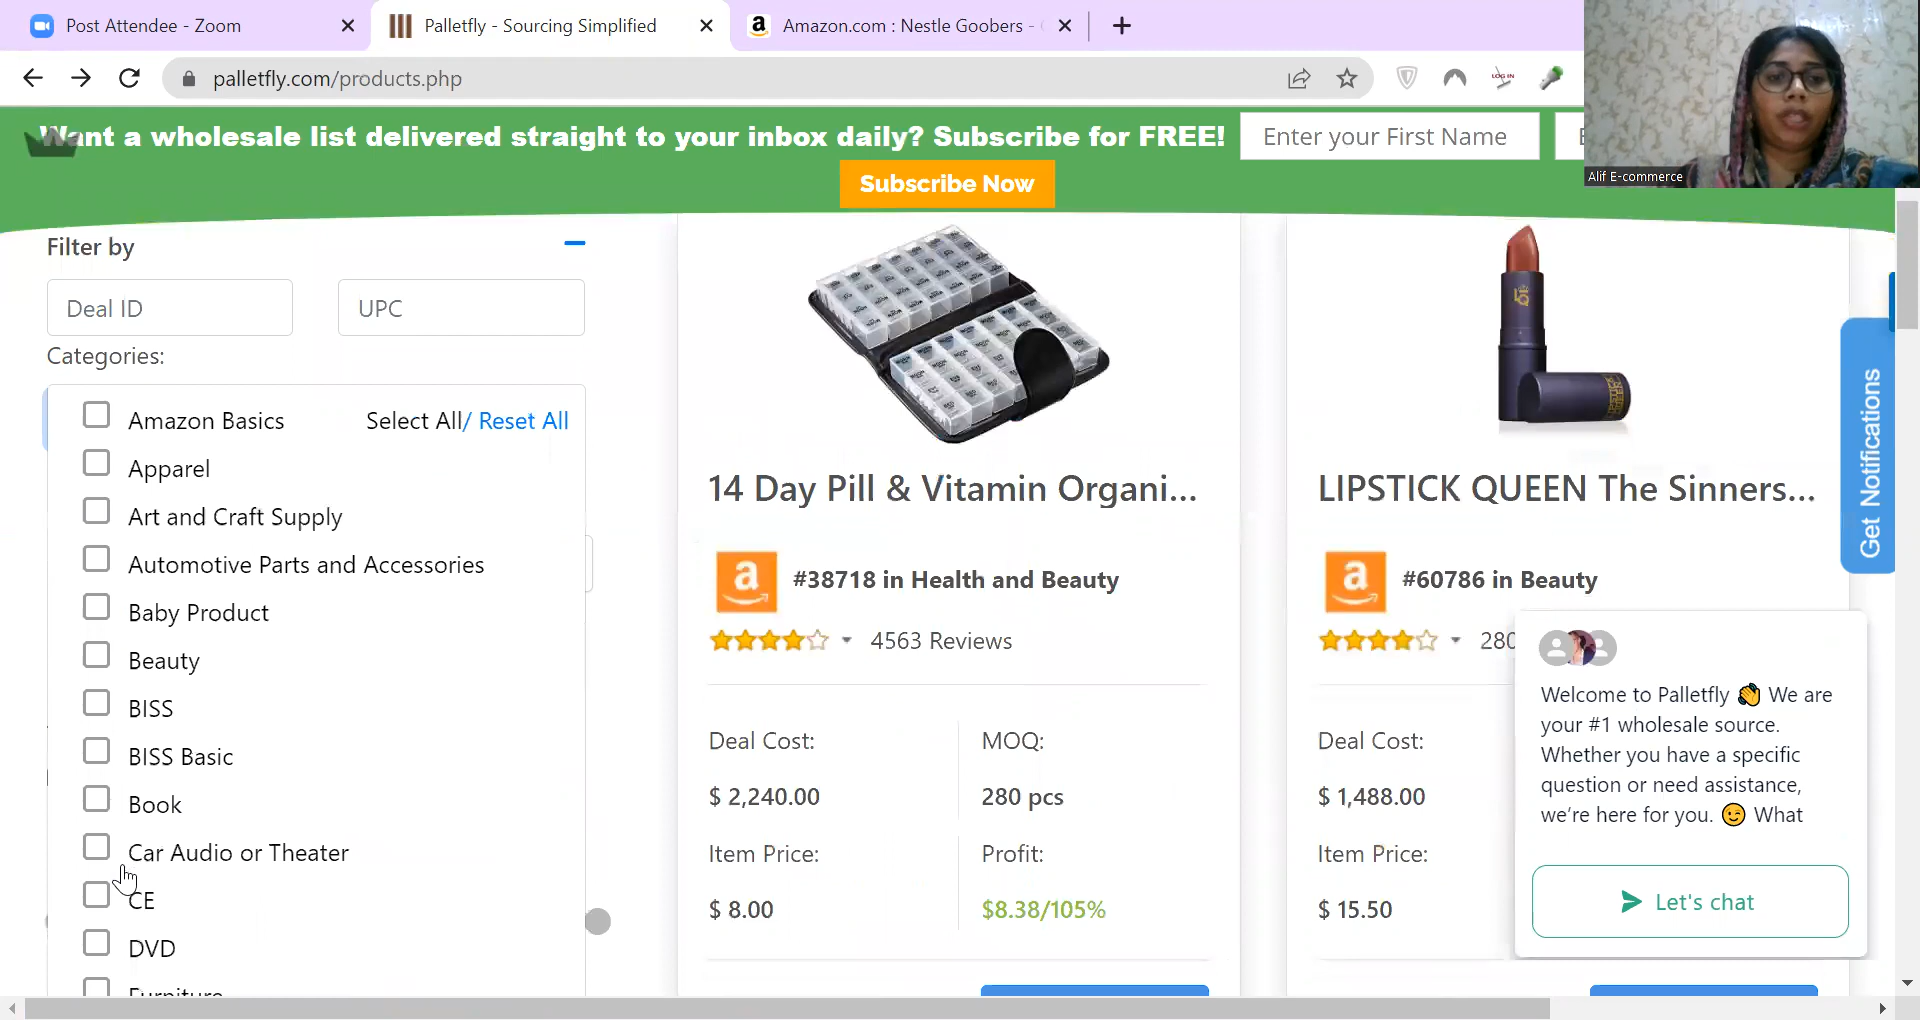 Post Attendee - Zoom
Palletfly - Sourcing Simplified
Amazon.com : Nestle Goobers -
palletfly.com/products.php
LOG IN
Want a wholesale list delivered straight to your inbox daily? Subscribe for FREE!
Enter your First Name
Subscribe Now
Alif E-commerce
Filter by
Deal ID
UPC
Categories:
Amazon Basics
Select All/ Reset All
Apparel
Art and Craft Supply
Automotive Parts and Accessories
Baby Product
Beauty
BISS
BISS Basic
Book
Car Audio or Theater
CE
DVD
Furniture
14 Day Pill & Vitamin Organi...
#38718 in Health and Beauty
4563 Reviews
Deal Cost:
MOQ:
$ 2,240.00
280 pcs
Item Price:
Profit:
$ 8.00
$8.38/105%
LIPSTICK QUEEN The Sinners...
#60786 in Beauty
280
Deal Cost:
$ 1,488.00
Item Price:
$ 15.50
Get Notifications
Welcome to Palletfly 👋 We are
your #1 wholesale source.
Whether you have a specific
question or need assistance,
we're here for you. 😉 What
Let's chat